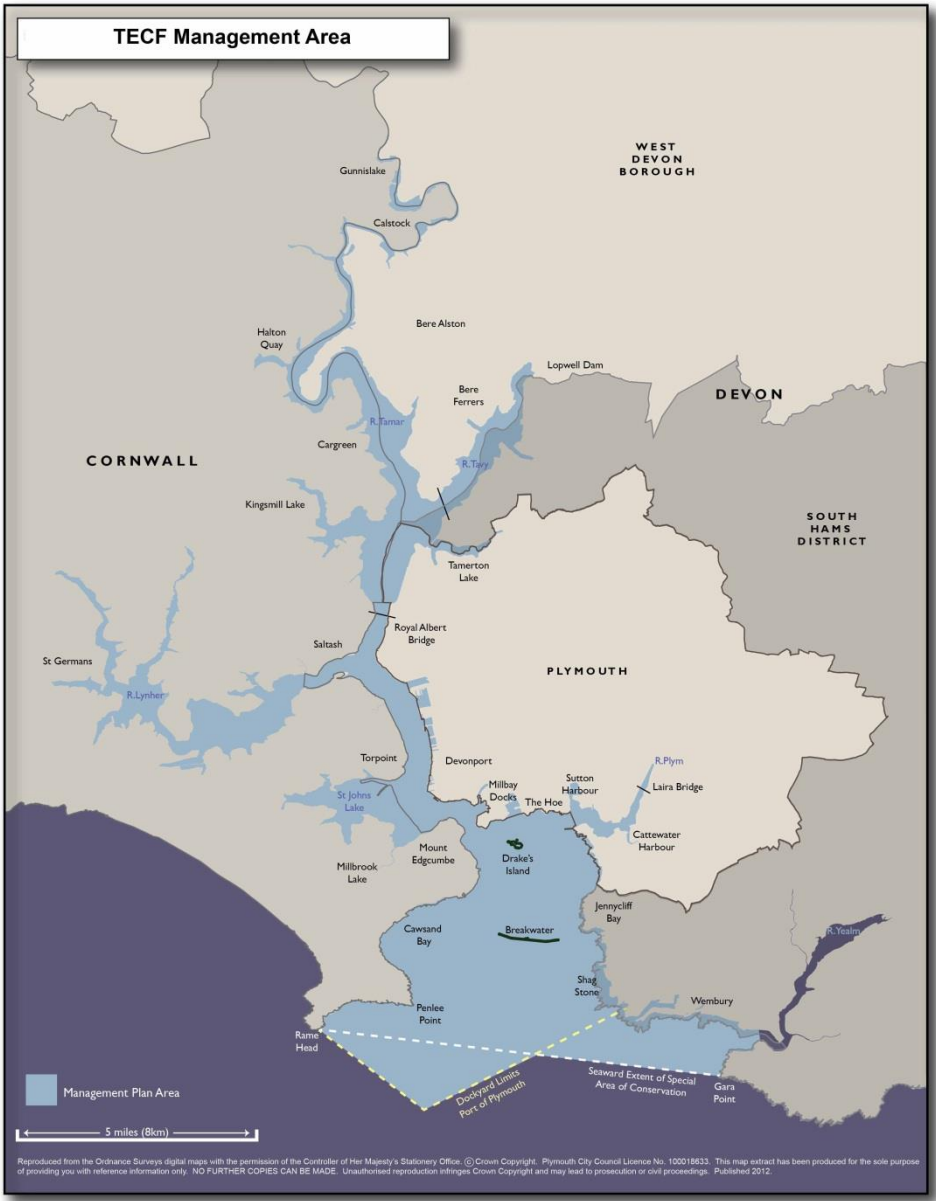 TECF Management Area
WEST
DEVON
BOROUGH
Gunnislake
Calstock
Bere Alston
Halton
Quay
Lopwell Dam
Bere
Ferrers
DEVON
R.Tamar
Cargreen
R.Tavy
CORNWALL
Kingsmill Lake
SOUTH
HAMS
DISTRICT
Tamerton
Lake
Royal Albert
Bridge
Saltash
St Germans
PLYMOUTH
R.Lynher
Torpoint
Devonport
R.Plym
Millbay
Docks
Sutton
Harbour
Laira Bridge
St Johns
Lake
The Hoe
Cattewater
Harbour
Mount
Edgcumbe
Drake's
Island
Millbrook
Lake
Jennycliff
Bay
Cawsand
Bay
Breakwater
R.Yealm
Shag
Stone
Wembury
Penlee
Point
Rame
Head
Dockyard Limits
Port of Plymouth
Seaward Extent of Special
Area of Conservation
Gara
Point
Management Plan Area
5 miles (8km)
Reproduced from the Ordnance Surveys digital maps with the permission of the Controller of Her Majesty's Stationery Office. © Crown Copyright. Plymouth City Council Licence No. 100018633. This map extract has been produced for the sole purpose
of providing you with reference information only. NO FURTHER COPIES CAN BE MADE. Unauthorised reproduction infringes Crown Copyright and may lead to prosecution or civil proceedings. Published 2012.